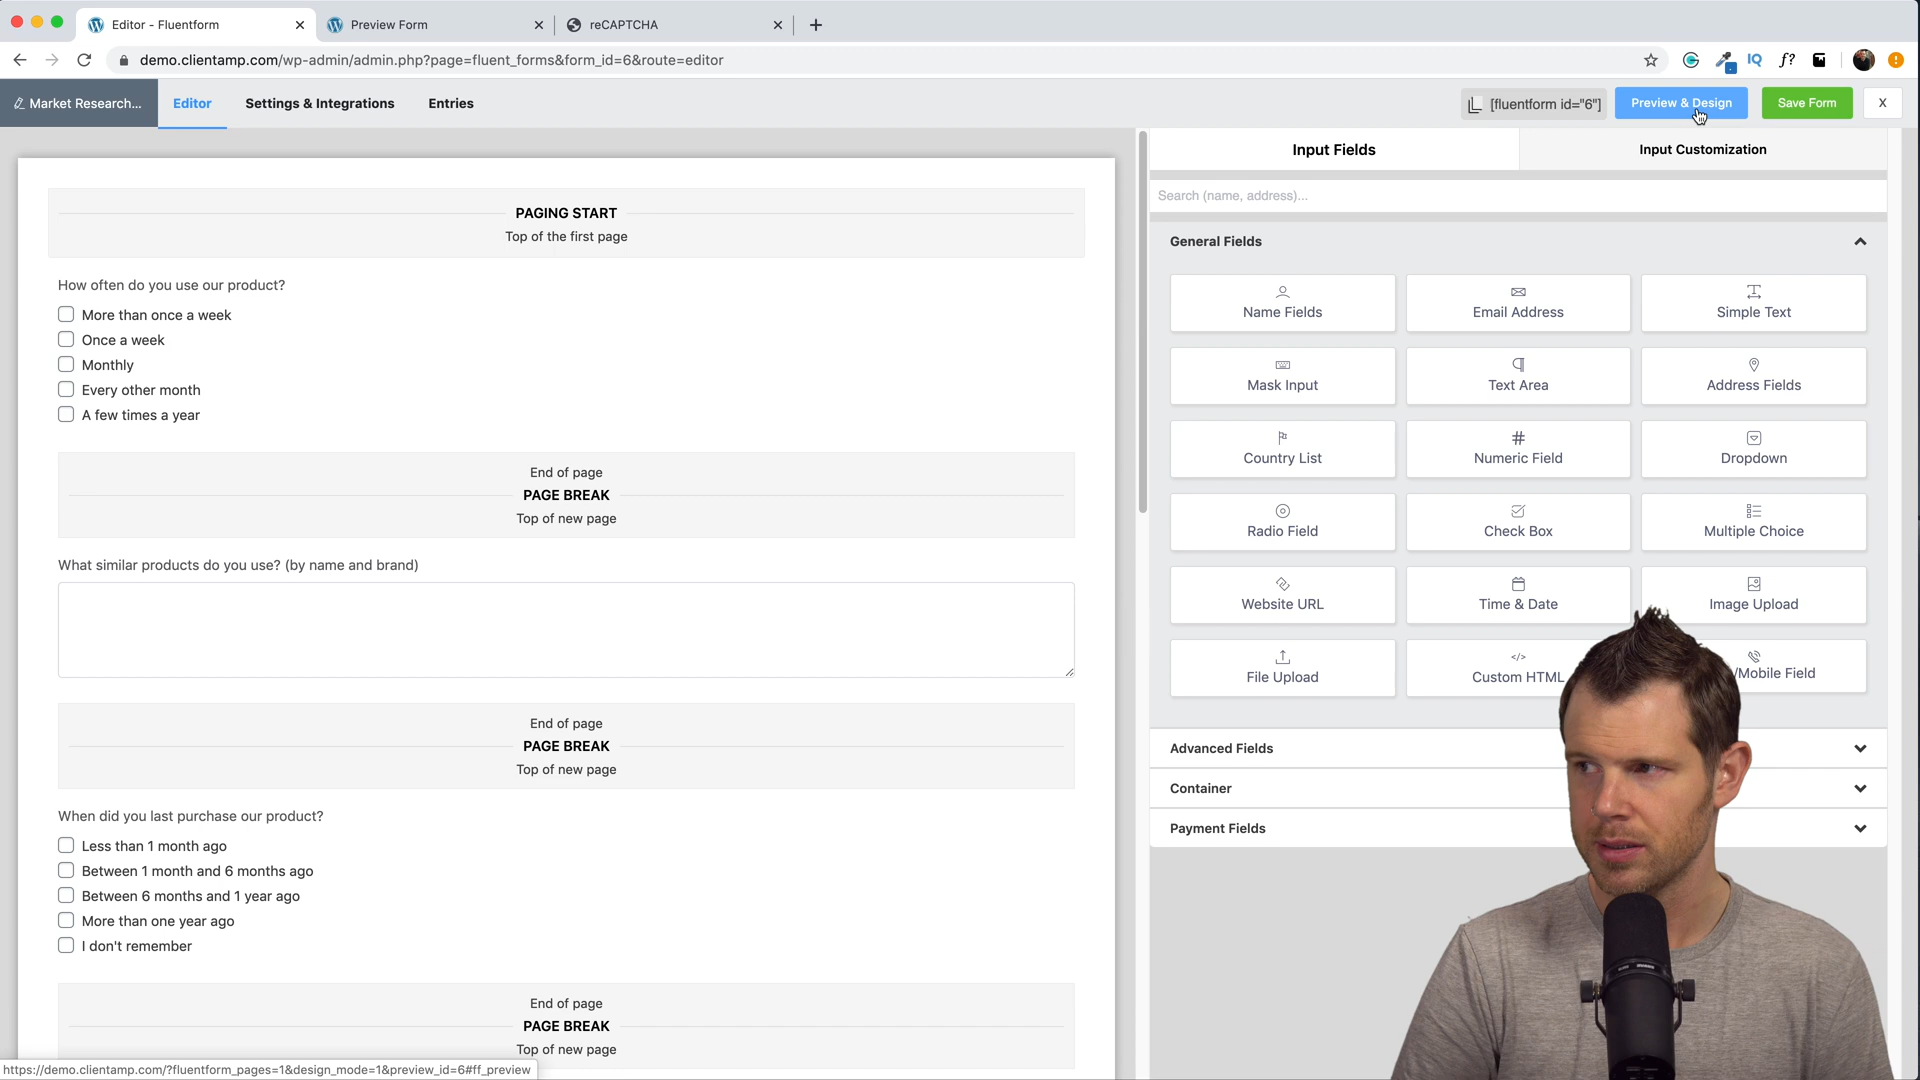 Editor - Fluentform
Preview Form
reCAPTCHA
demo.clientamp.com/wp-admin/admin.php?page=fluent_forms&form_id=6&route=editor
IQ
f?
Market Research...
Editor
Settings & Integrations
Entries
[fluentform id="6"]
Preview & Design
Save Form
X
Input Fields
Input Customization
Search (name, address)...
PAGING START
Top of the first page
How often do you use our product?
More than once a week
Once a week
Monthly
Every other month
A few times a year
End of page
PAGE BREAK
Top of new page
What similar products do you use? (by name and brand)
End of page
PAGE BREAK
Top of new page
When did you last purchase our product?
Less than 1 month ago
Between 1 month and 6 months ago
Between 6 months and 1 year ago
More than one year ago
I don't remember
End of page
PAGE BREAK
Top of new page
https://demo.clientamp.com/?fluentform_pages=1&design_mode=1&preview_id=6#ff_preview
General Fields
Name Fields
Email Address
Simple Text
Mask Input
Text Area
Address Fields
Country List
Numeric Field
Dropdown
Radio Field
Check Box
Multiple Choice
Website URL
Time & Date
Image Upload
File Upload
Custom HTML
/Mobile Field
Advanced Fields
Container
Payment Fields